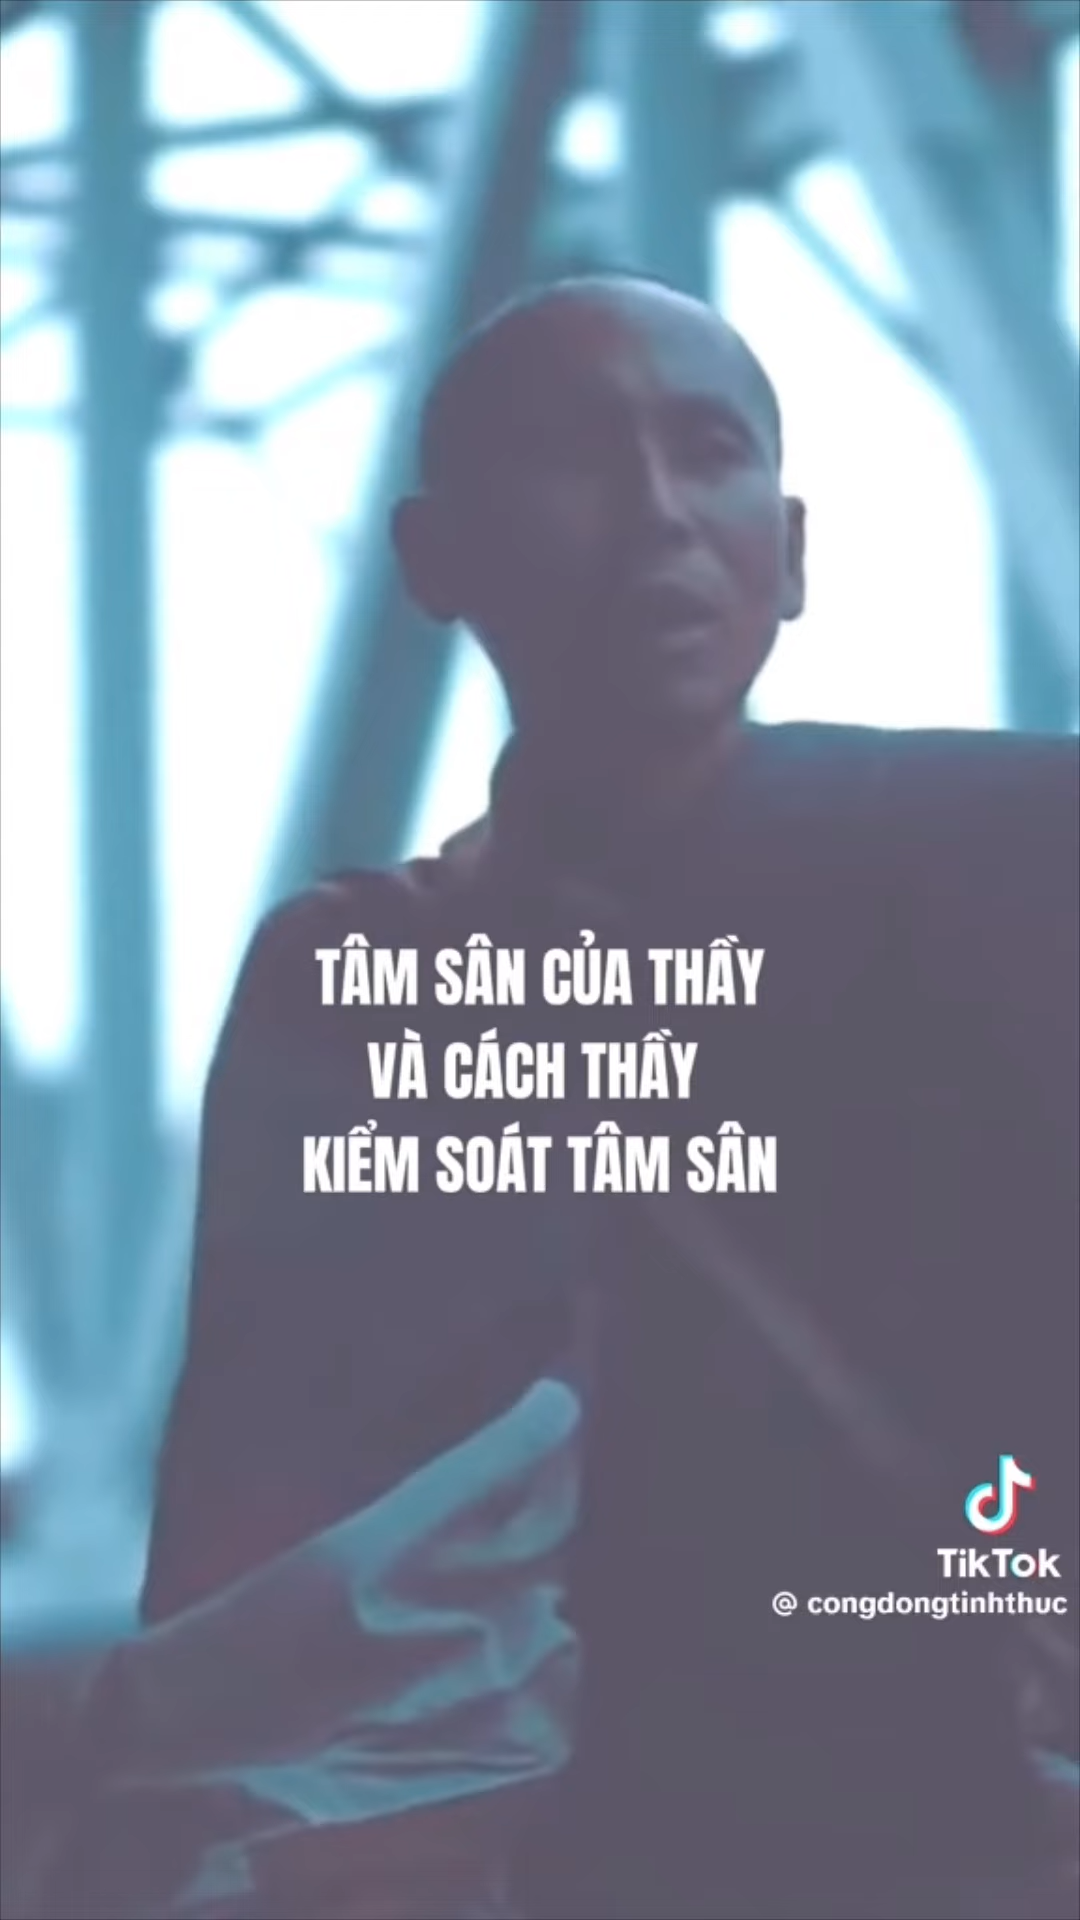 TÂM SÂN CỦA THẦY
VÀ CÁCH THẦY
KIỂM SOÁT TÂM SÂN
TikTok
@ congdongtinhthuc